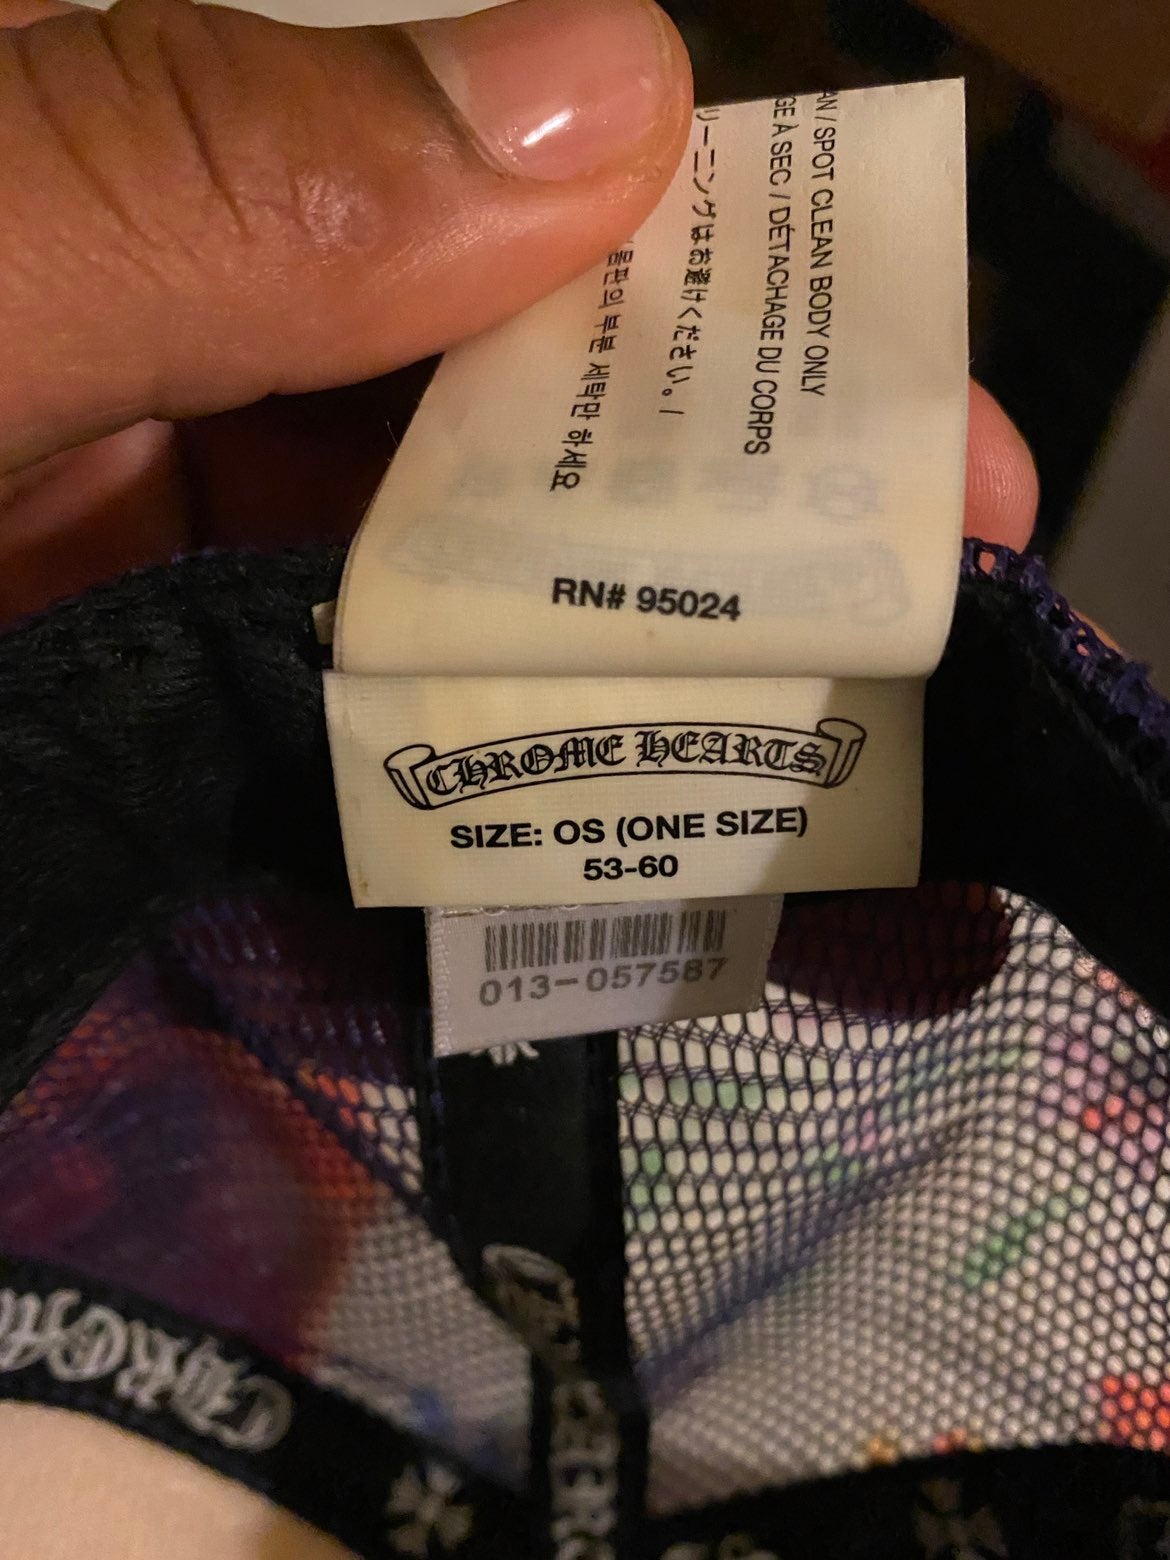 AN / SPOT CLEAN BODY ONLY
GE À SEC / DÉTACHAGE DU CORPS
リーニングはお避けください。/
품판의 부분 세탁만 하세요
RN# 95024
CHROME HEARTS
SIZE: OS (ONE SIZE)
53-60
013-057587